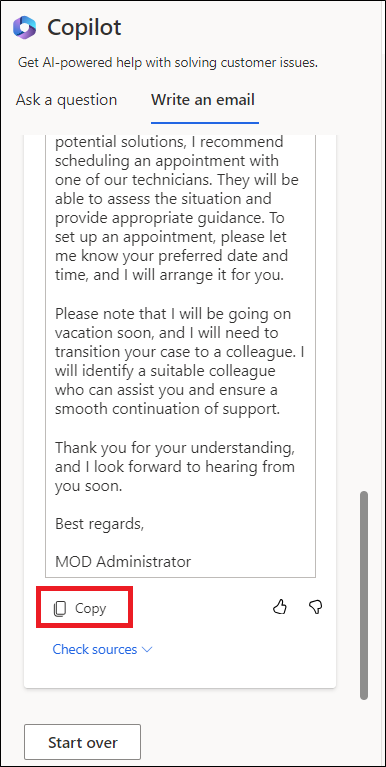 Copilot
Get AI-powered help with solving customer issues.
Ask a question
Write an email
potential solutions, I recommend
scheduling an appointment with
one of our technicians. They will be
able to assess the situation and
provide appropriate guidance. To
set up an appointment, please let
me know your preferred date and
time, and I will arrange it for you.
Please note that I will be going on
vacation soon, and I will need to
transition your case to a colleague. I
will identify a suitable colleague
who can assist you and ensure a
smooth continuation of support.
Thank you for your understanding,
and I look forward to hearing from
you soon.
Best regards,
MOD Administrator
Copy
Check sources
Start over